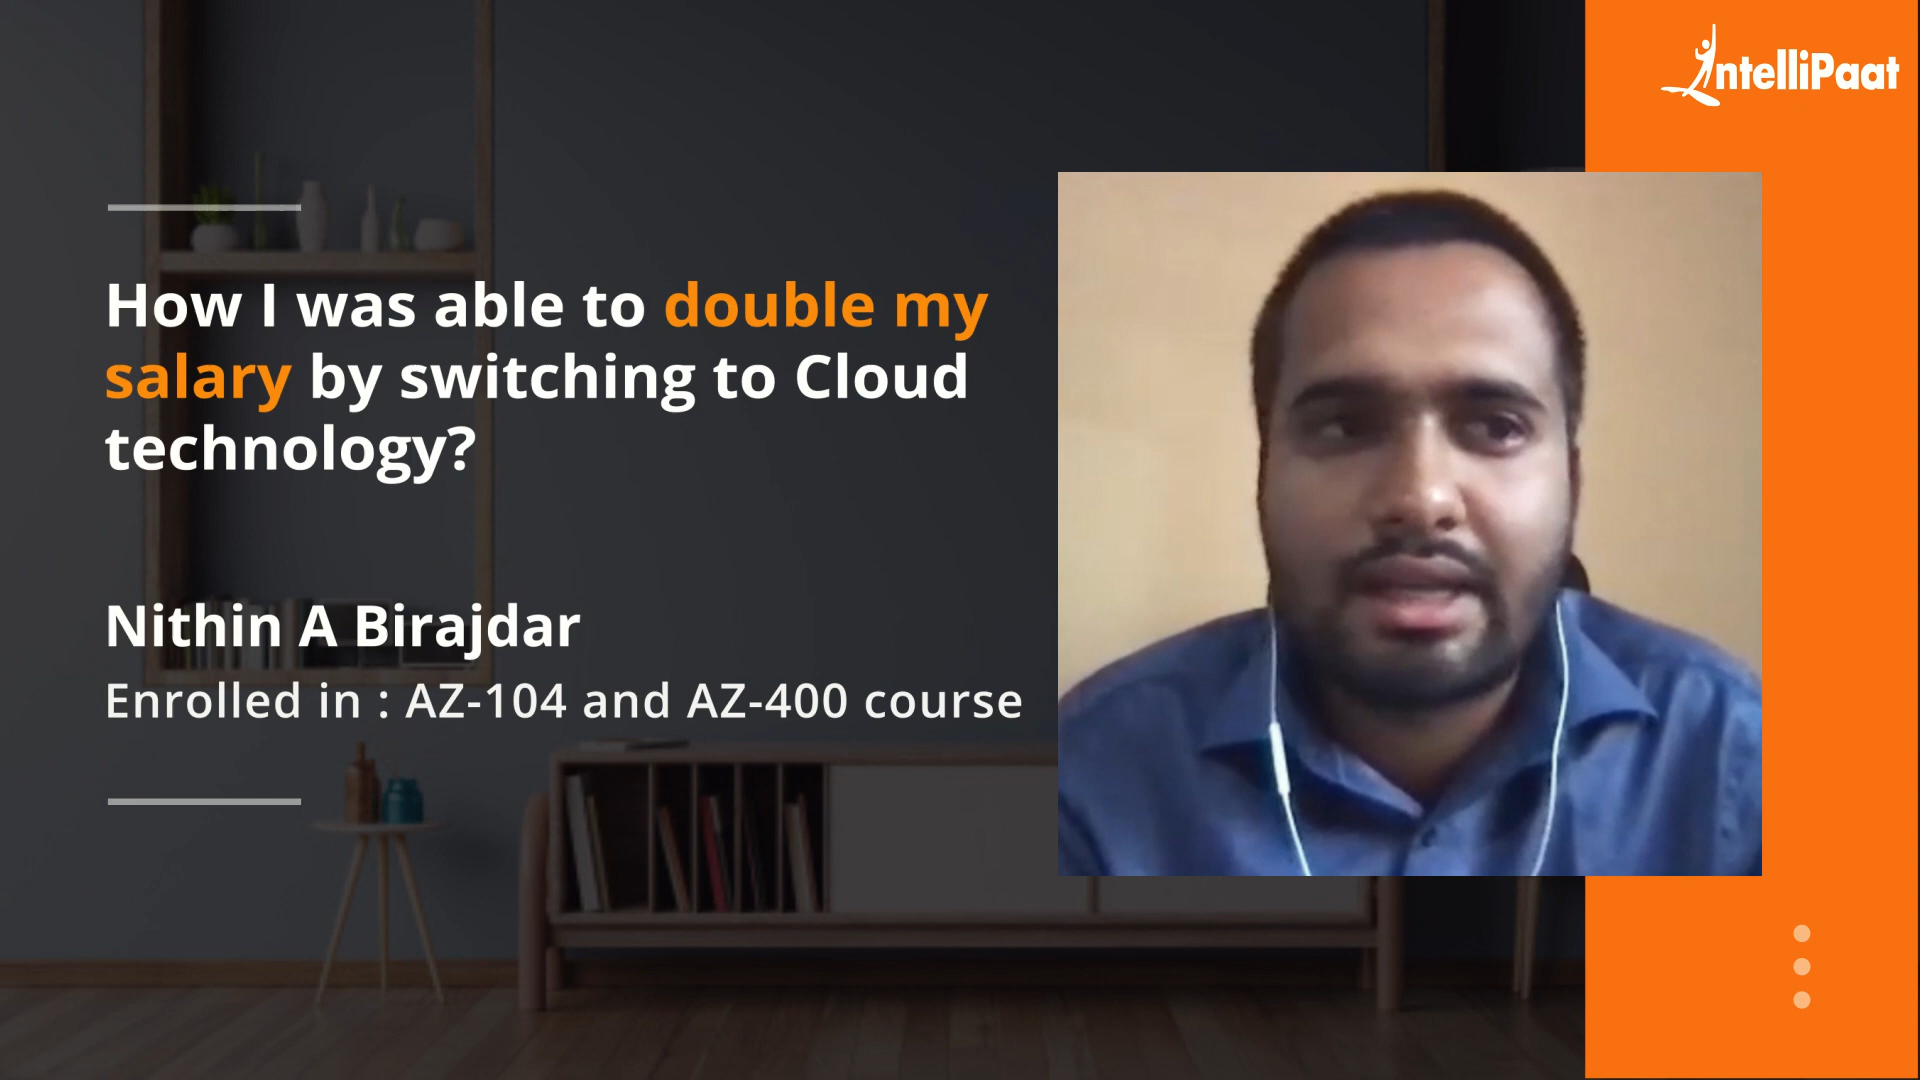 IntelliPaat
How I was able to double my
salary by switching to Cloud
technology?
Nithin A Birajdar
Enrolled in : AZ-104 and AZ-400 course